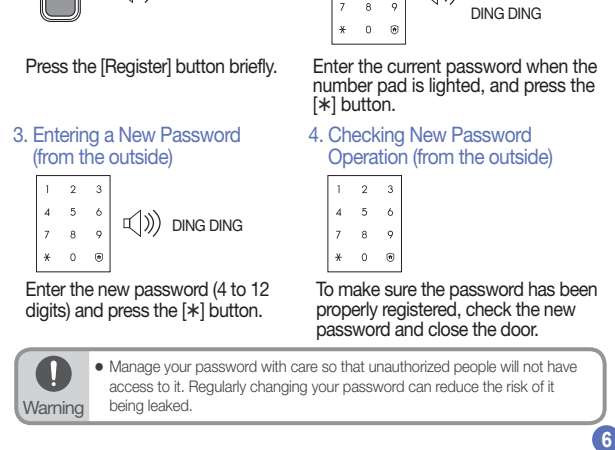 7 8 9
* 0
DING DING
Press the [Register] button briefly.
Enter the current password when the
number pad is lighted, and press the
[*] button.
3. Entering a New Password
(from the outside)
1 2 3
4 5 6
7 8 9
* 0
DING DING
Enter the new password (4 to 12
digits) and press the [*] button.
4. Checking New Password
Operation (from the outside)
1 2 3
4 5 6
7 8 9
* 0
To make sure the password has been
properly registered, check the new
password and close the door.
Warning
● Manage your password with care so that unauthorized people will not have
access to it. Regularly changing your password can reduce the risk of it
being leaked.
6